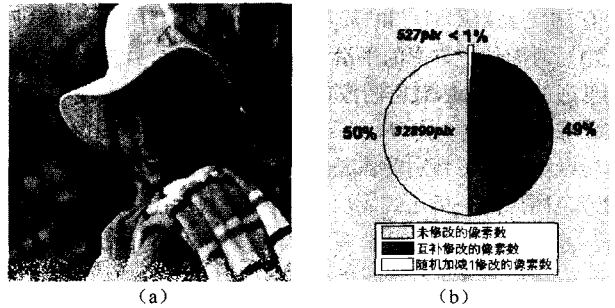 527pix < 1%
50%
32899pix
49%
未修改的像素数
互补修改的像素数
随机加减1修改的像素数
(a)
(b)